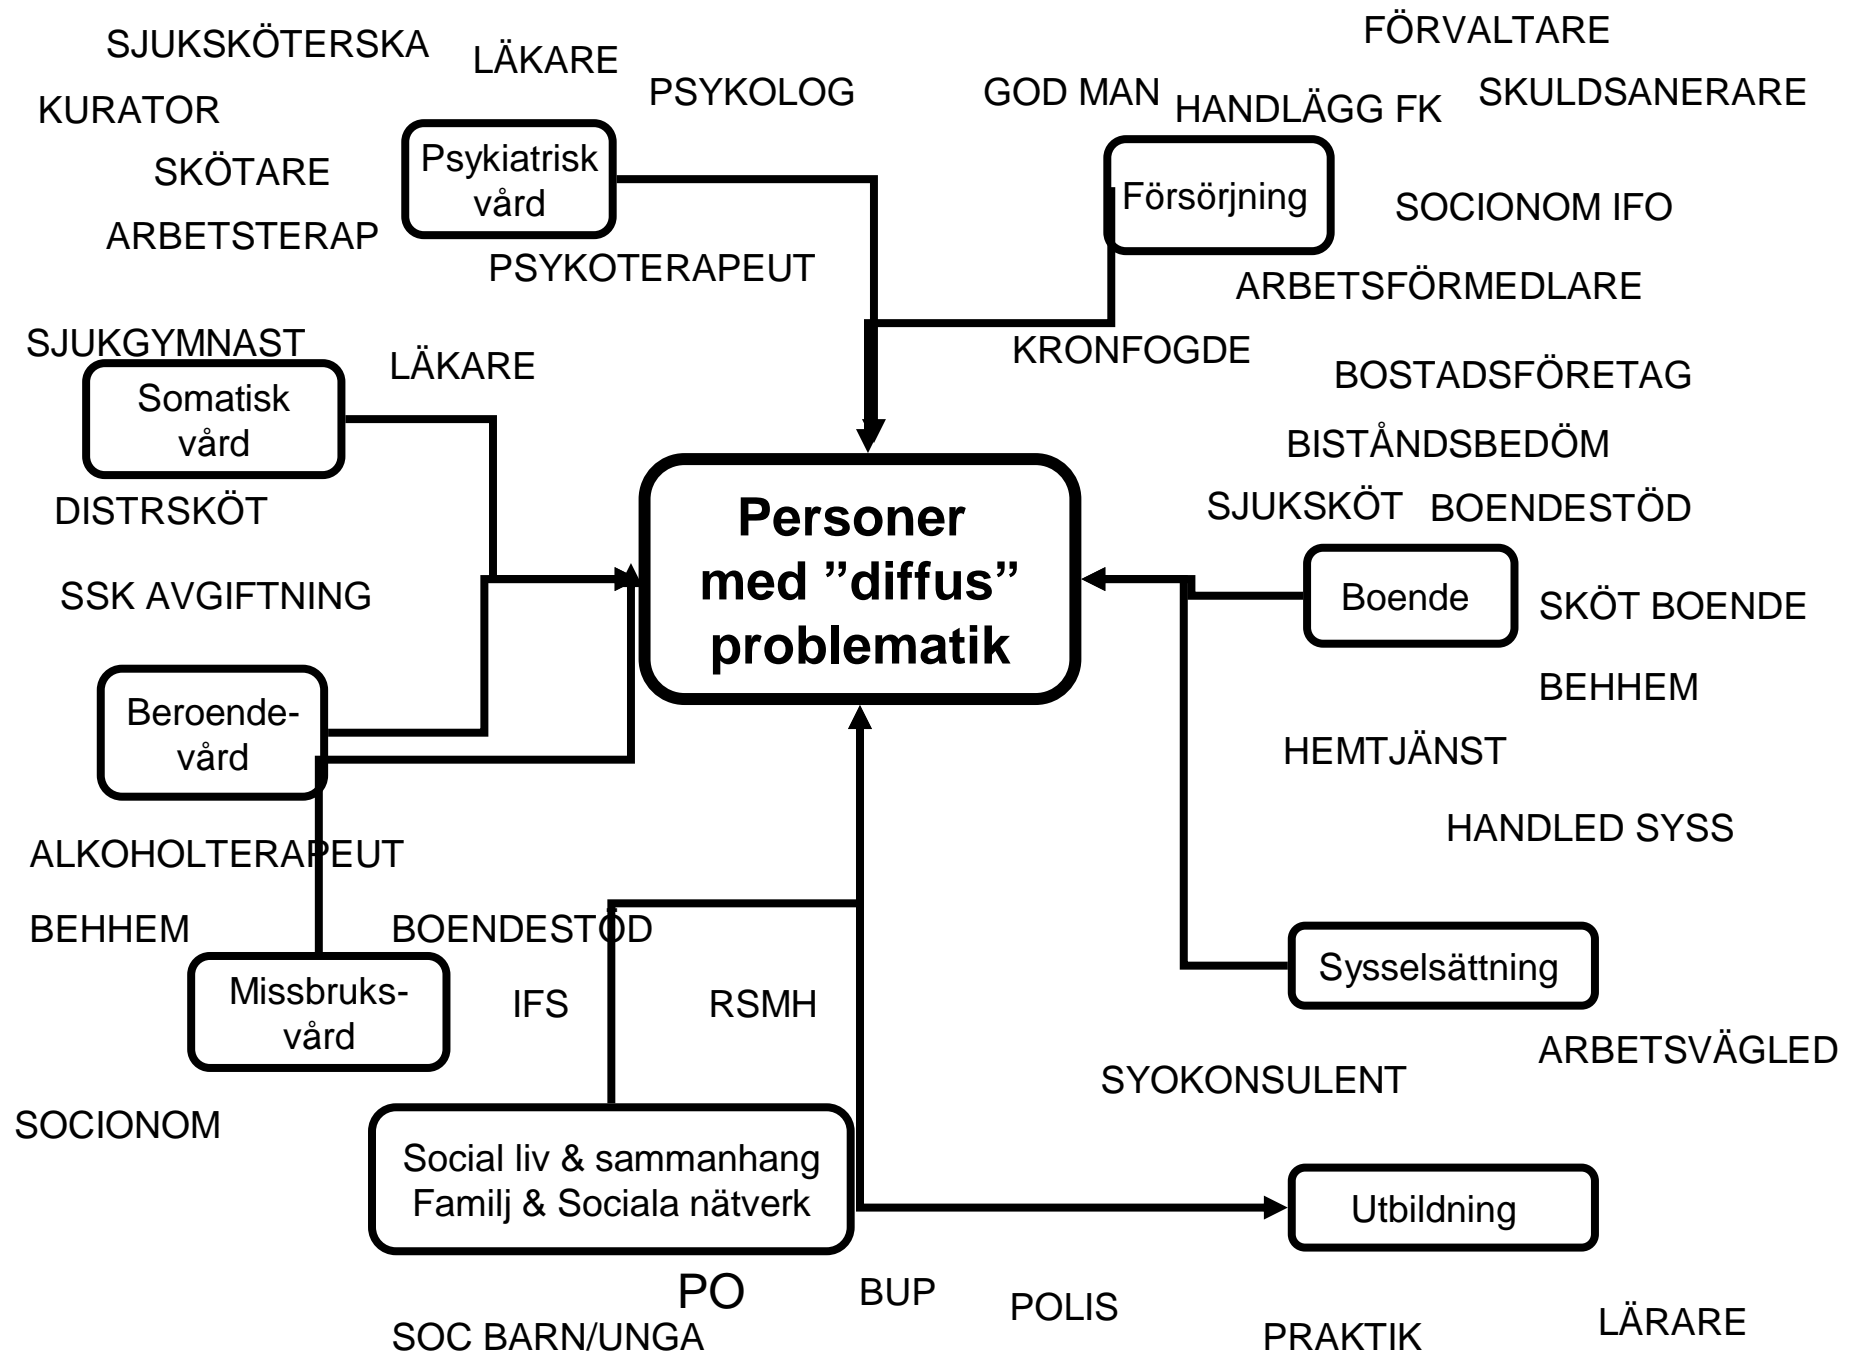 FÖRVALTARE
SJUKSKÖTERSKA
LÄKARE
PSYKOLOG
GOD MAN
HANDLÄGG FK
SKULDSANERARE
KURATOR
Psykiatrisk
vård
SKÖTARE
Försörjning
SOCIONOM IFO
ARBETSTERAP
PSYKOTERAPEUT
ARBETSFÖRMEDLARE
SJUKGYMNAST
LÄKARE
KRONFOGDE
BOSTADSFÖRETAG
Somatisk
vård
BISTÅNDSBEDÖM
DISTRSKÖT
SJUKSKÖT
BOENDESTÖD
Personer
med ”diffus”
problematik
SSK AVGIFTNING
Boende
SKÖT BOENDE
BEHHEM
Beroende-
vård
HEMTJÄNST
HANDLED SYSS
ALKOHOLTERAPEUT
BEHHEM
BOENDESTÖD
Sysselsättning
Missbruks-
vård
IFS
RSMH
ARBETSVÄGLED
SYOKONSULENT
SOCIONOM
Social liv & sammanhang
Familj & Sociala nätverk
Utbildning
PO
BUP
POLIS
LÄRARE
SOC BARN/UNGA
PRAKTIK